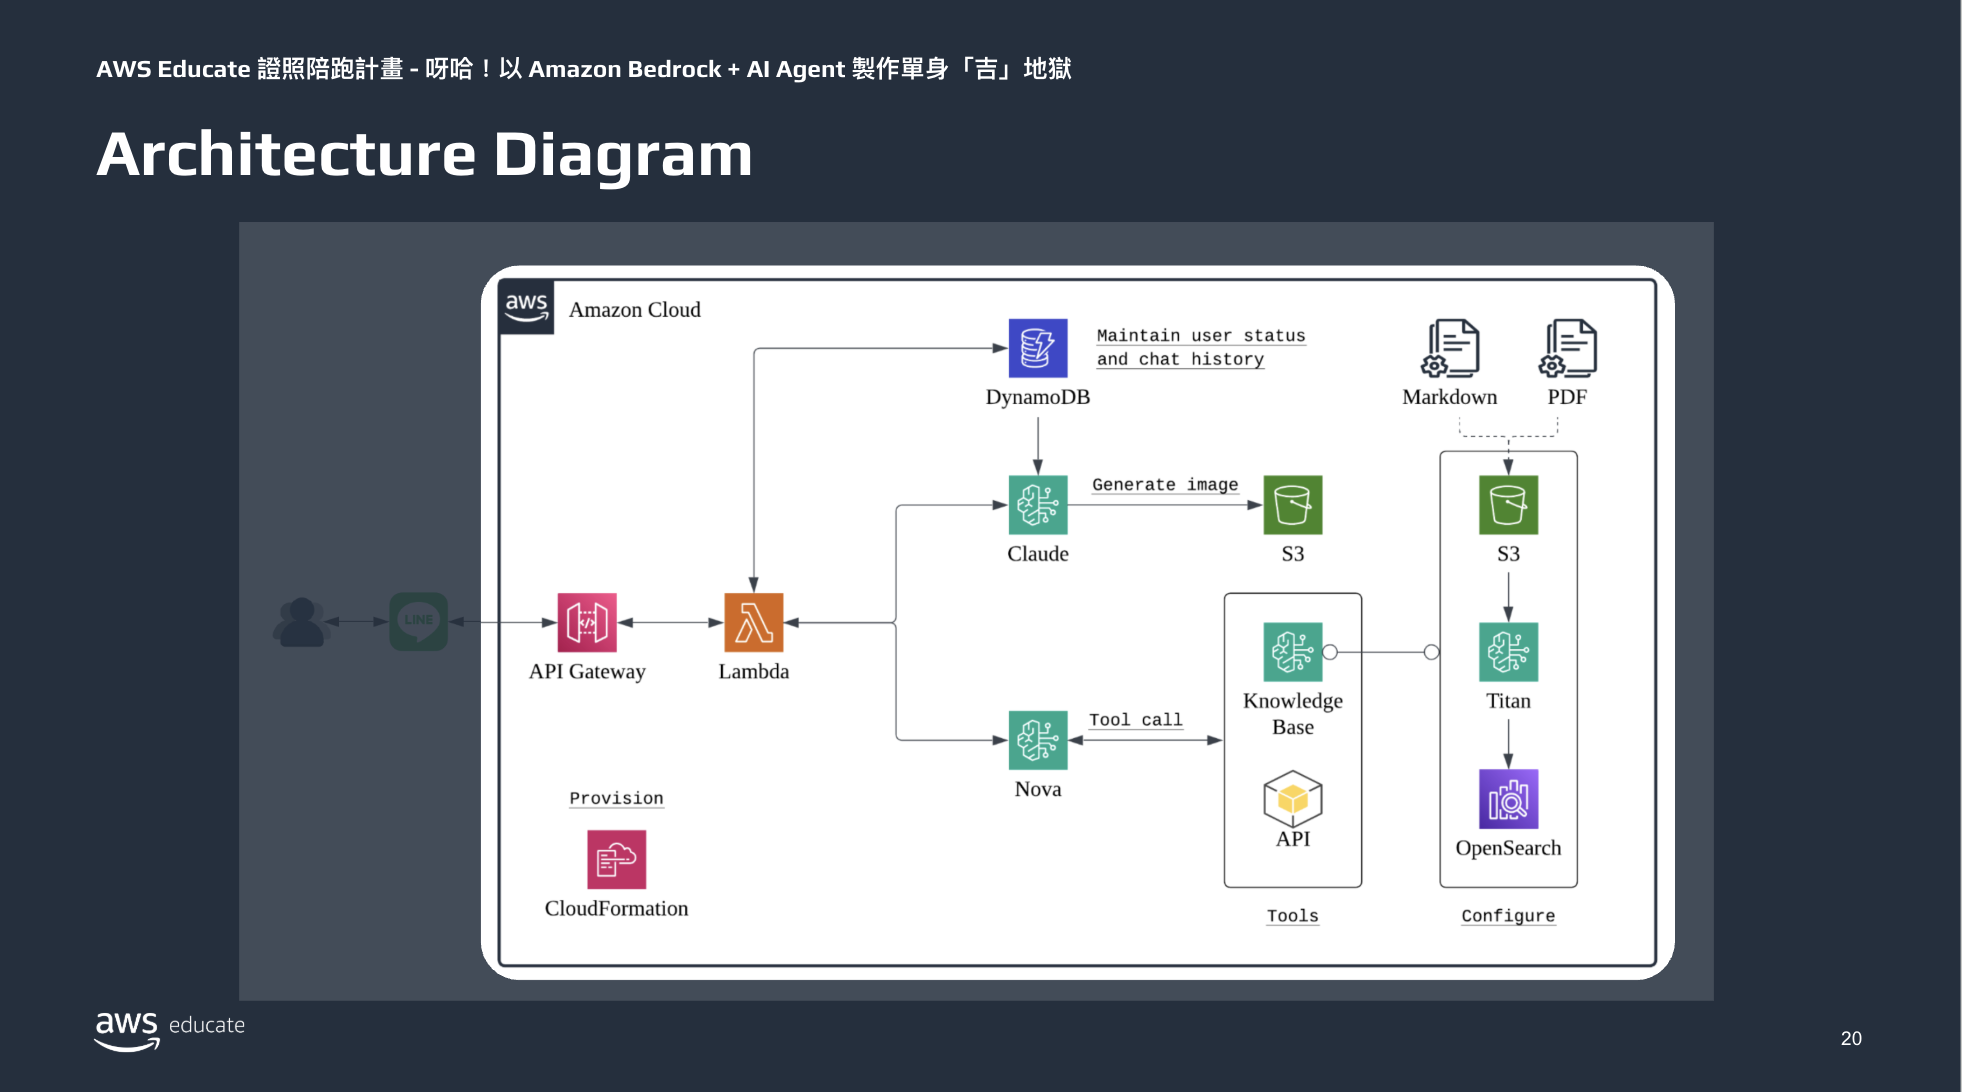 AWS Educate 證照陪跑計畫 - 呀哈！以 Amazon Bedrock + AI Agent 製作單身「吉」地獄
Architecture Diagram
aws
Amazon Cloud
DynamoDB
Maintain user status
and chat history
Markdown
PDF
Claude
Generate image
S3
S3
LINE
API Gateway
Lambda
Knowledge
Base
Titan
Nova
Tool call
API
OpenSearch
Provision
CloudFormation
Tools
Configure
aws educate
20